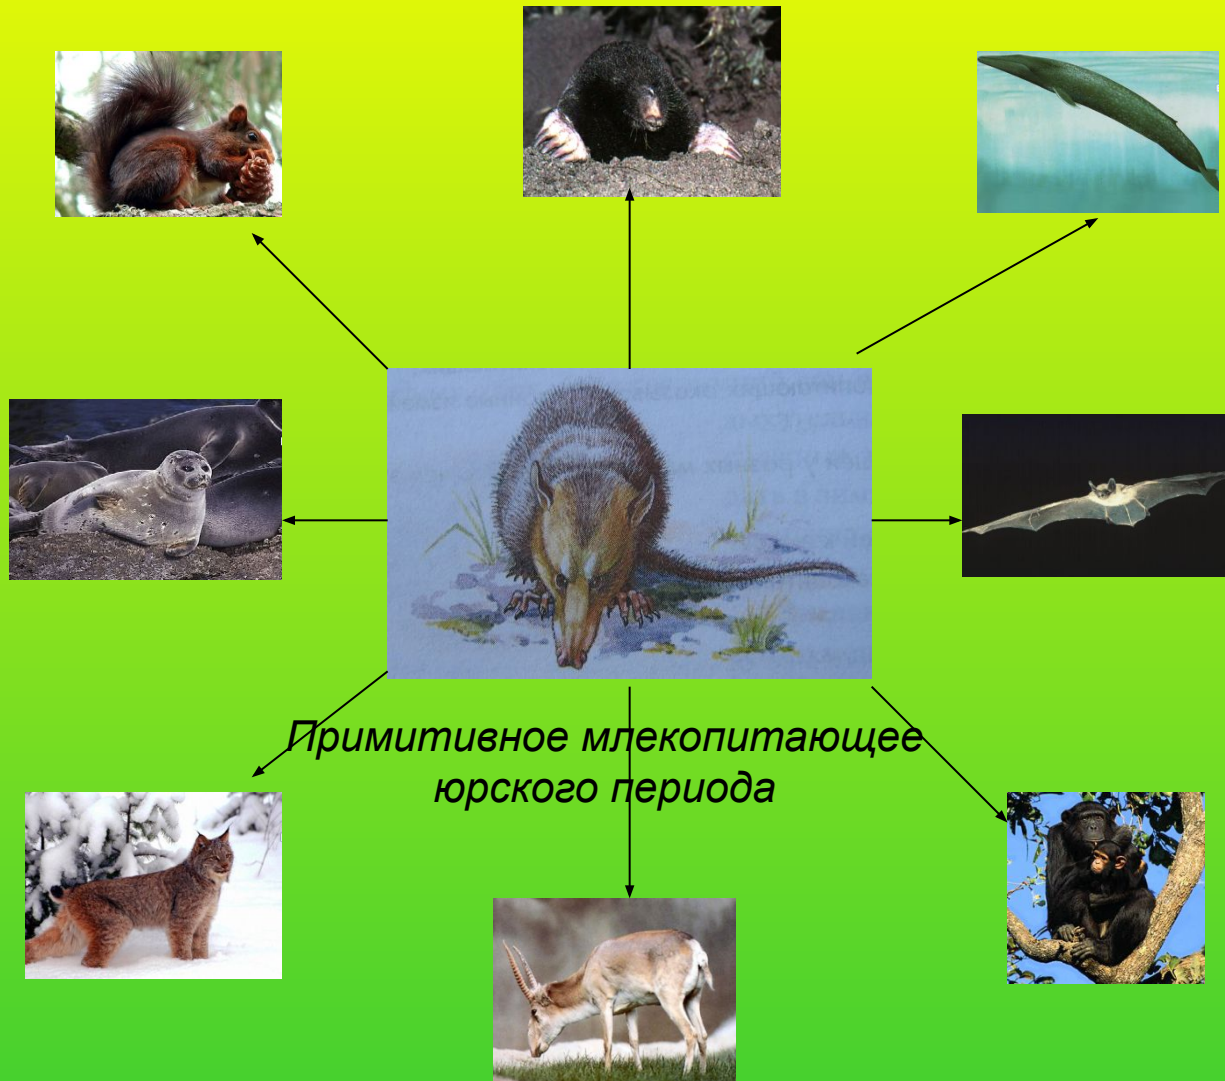 Примитивное млекопитающее
юрского периода